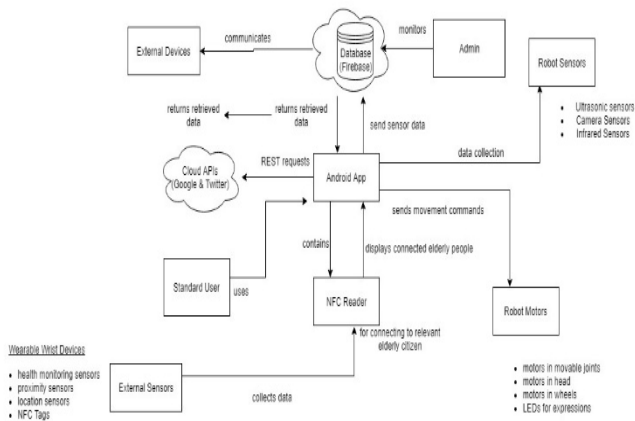 communicates
monitors
External Devices
Database
(Firebase)
Admin
Robot Sensors
returns retrieved
data
returns retrieved
data
send sensor data
• Ultrasonic sensors
• Camera Sensors
• Infrared Sensors
REST requests
data collection
Cloud APIs
(Google & Twitter)
Android App
sends movement commands
contains
displays connected elderly people
Standard User
uses
NFC Reader
Robot Motors
for connecting to relevant
elderly citizen
Wearable Wrist Devices
• health monitoring sensors
• proximity sensors
• location sensors
• NFC Tags
External Sensors
collects data
• motors in movable joints
• motors in head
• motors in wheels
• LEDs for expressions